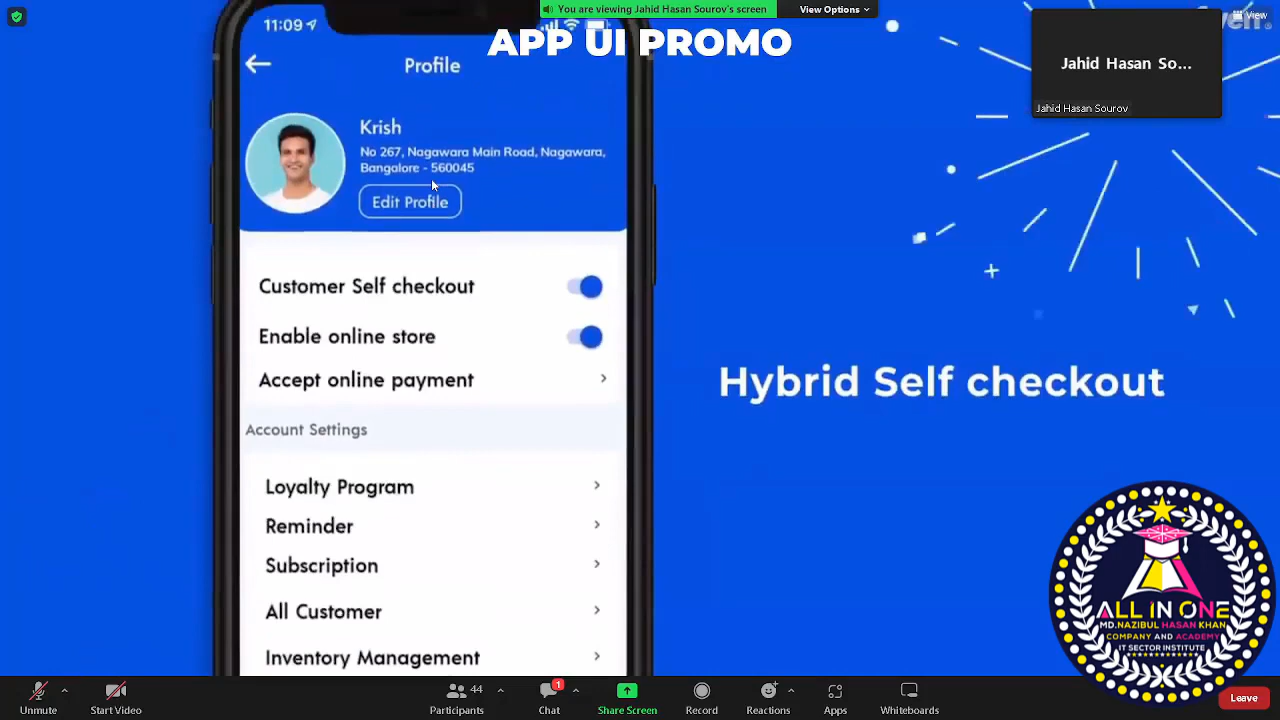 You are viewing Jahid Hasan Sourov's screen
View Options
View
11:09
APP UI PROMO
Profile
Jahid Hasan So...
Jahid Hasan Sourov
Krish
No 267, Nagawara Main Road, Nagawara,
Bangalore - 560045
Edit Profile
Customer Self checkout
Enable online store
Accept online payment
Hybrid Self checkout
Account Settings
Loyalty Program
Reminder
Subscription
All Customer
Inventory Management
ALL IN ONE
MD.NAZIBUL HASAN KHAN
COMPANY AND ACADEMY
IT SECTOR INSTITUTE
Unmute
Start Video
44
Participants
1
Chat
Share Screen
Record
Reactions
Apps
Whiteboards
Leave